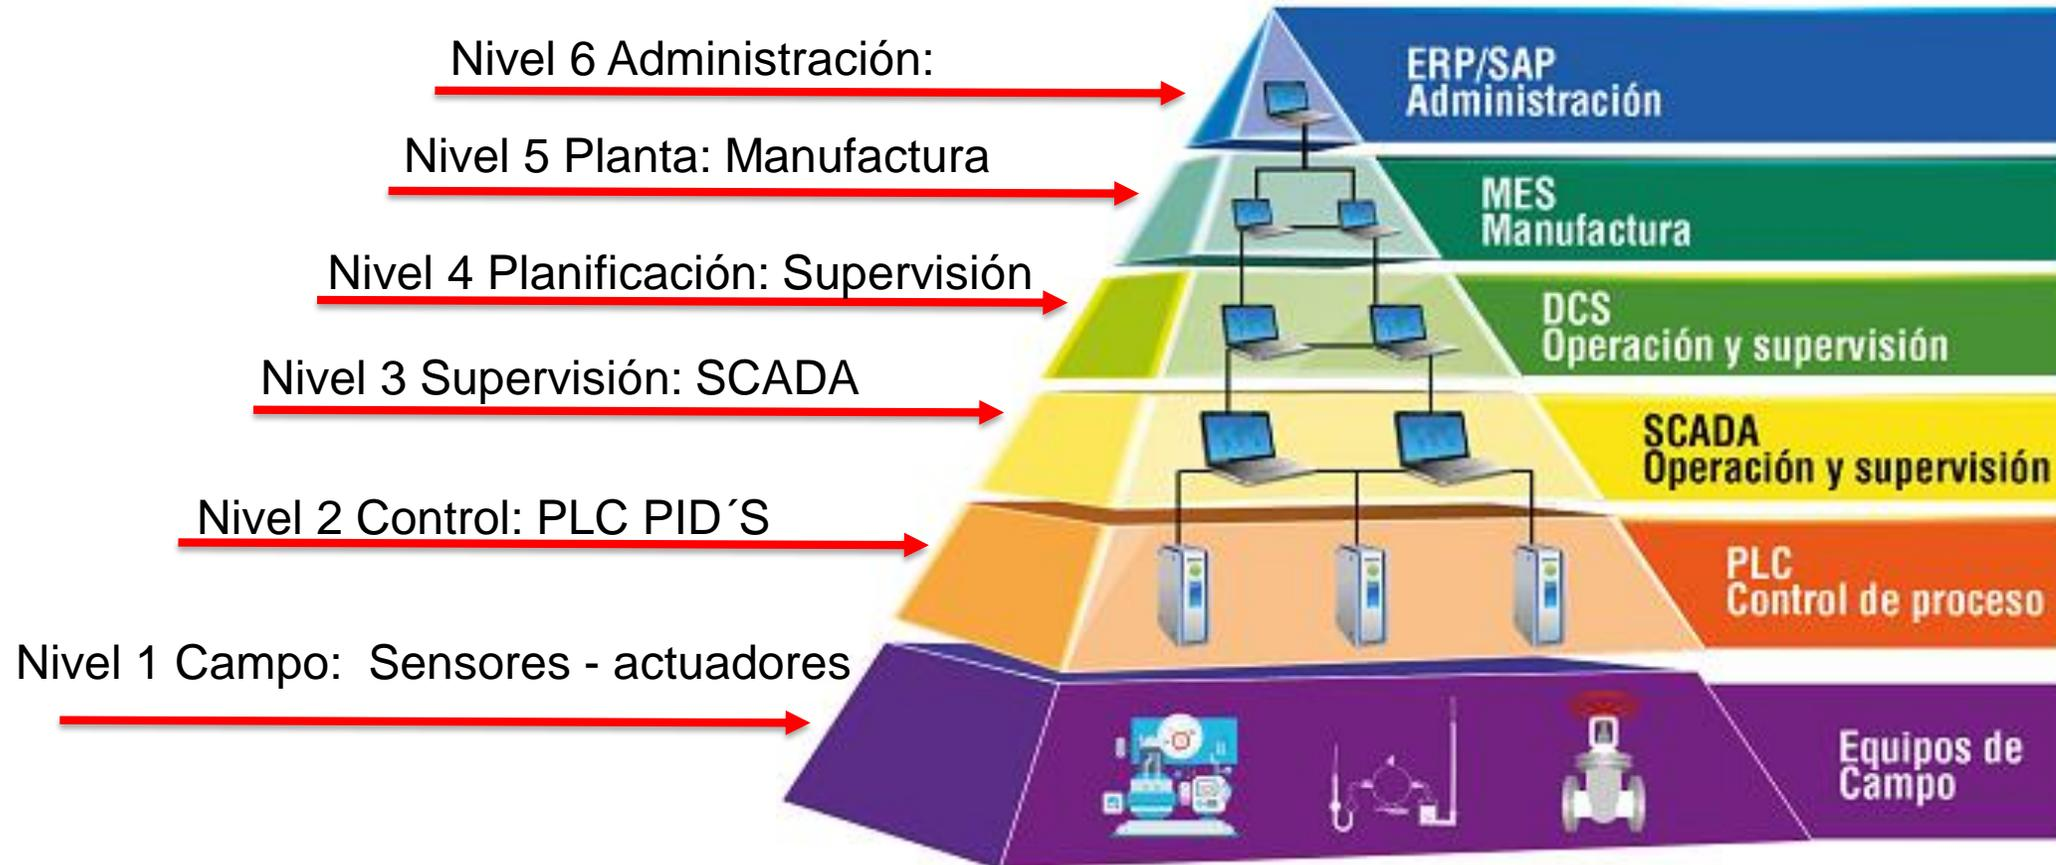 Nivel 6 Administración:
ERP/SAP
Administración
Nivel 5 Planta: Manufactura
MES
Manufactura
Nivel 4 Planificación: Supervisión
DCS
Operación y supervisión
Nivel 3 Supervisión: SCADA
SCADA
Operación y supervisión
Nivel 2 Control: PLC PID´S
PLC
Control de proceso
Nivel 1 Campo:  Sensores - actuadores
Equipos de
Campo